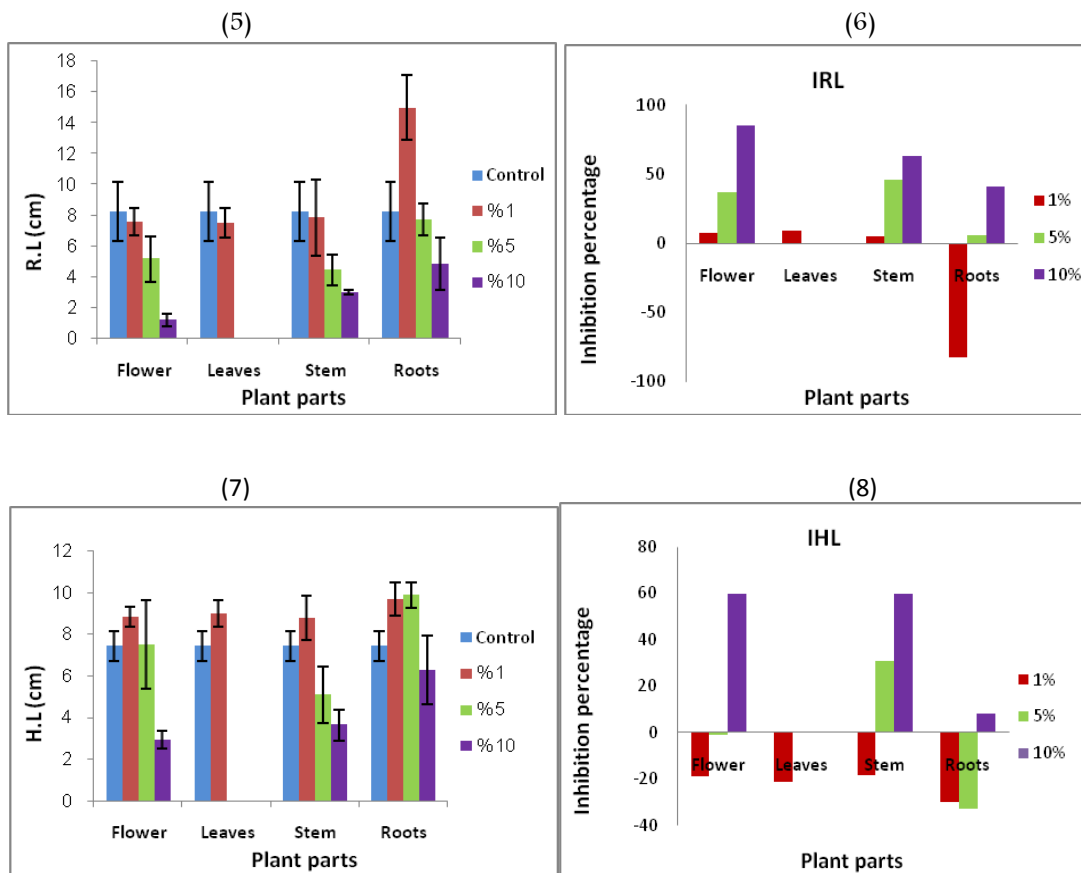 (5)
18
16
14
12
10
8
6
4
2
0
R.L (cm)
Flower Leaves Stem Roots
Plant parts
Control
%1
%5
%10
(6)
IRL
100
50
0
-50
-100
Inhibition percentage
Flower Leaves Stem Roots
Plant parts
1%
5%
10%
(7)
12
10
8
6
4
2
0
H.L (cm)
Flower Leaves Stem Roots
Plant parts
Control
%1
%5
%10
(8)
IHL
80
60
40
20
0
-20
-40
Inhibition percentage
Flower Leaves Stem Roots
Plant parts
1%
5%
10%